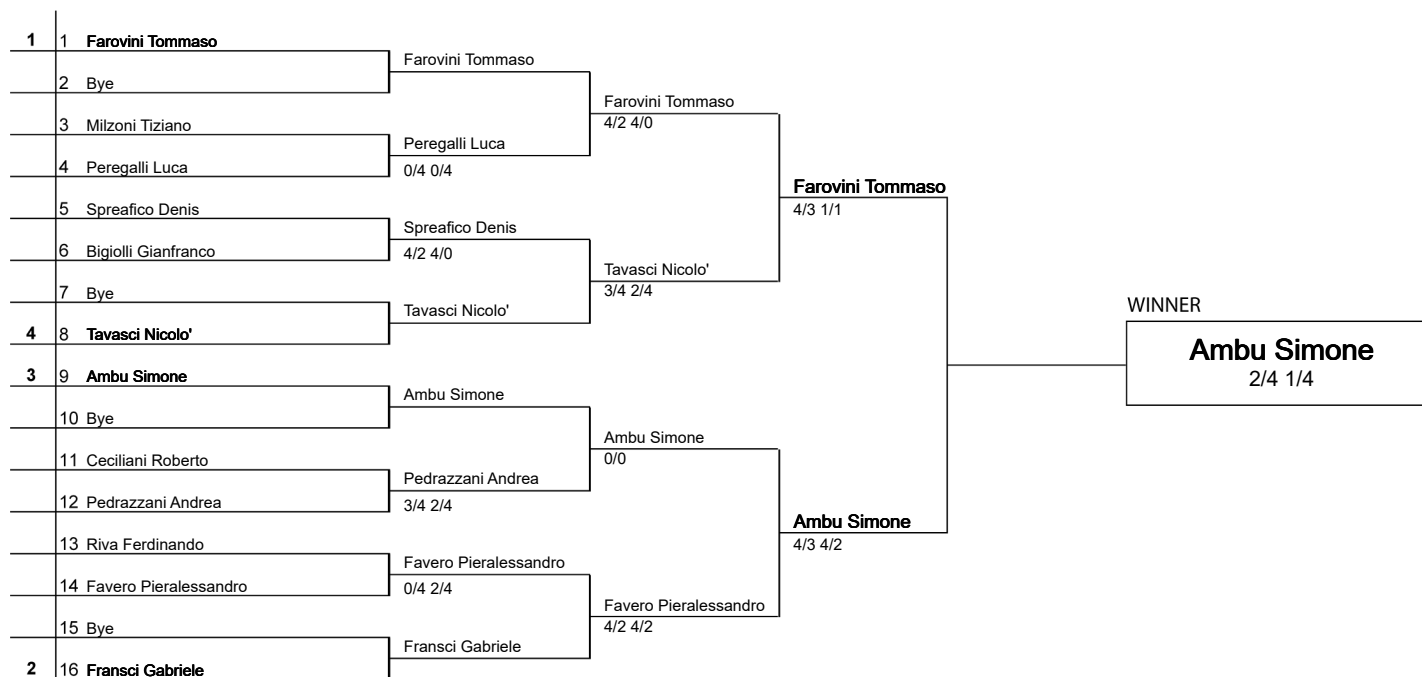 1 1 Farovini Tommaso
Farovini Tommaso
2 Bye
Farovini Tommaso
4/2 4/0
3 Milzoni Tiziano
Peregalli Luca
0/4 0/4
4 Peregalli Luca
Farovini Tommaso
4/3 1/1
5 Spreafico Denis
Spreafico Denis
4/2 4/0
6 Bigiolli Gianfranco
Tavasci Nicolo'
3/4 2/4
7 Bye
Tavasci Nicolo'
4 8 Tavasci Nicolo'
WINNER
Ambu Simone
2/4 1/4
3 9 Ambu Simone
Ambu Simone
10 Bye
Ambu Simone
0/0
11 Ceciliani Roberto
Pedrazzani Andrea
3/4 2/4
12 Pedrazzani Andrea
Ambu Simone
4/3 4/2
13 Riva Ferdinando
Favero Pieralessandro
0/4 2/4
14 Favero Pieralessandro
Favero Pieralessandro
4/2 4/2
15 Bye
Fransci Gabriele
2 16 Fransci Gabriele